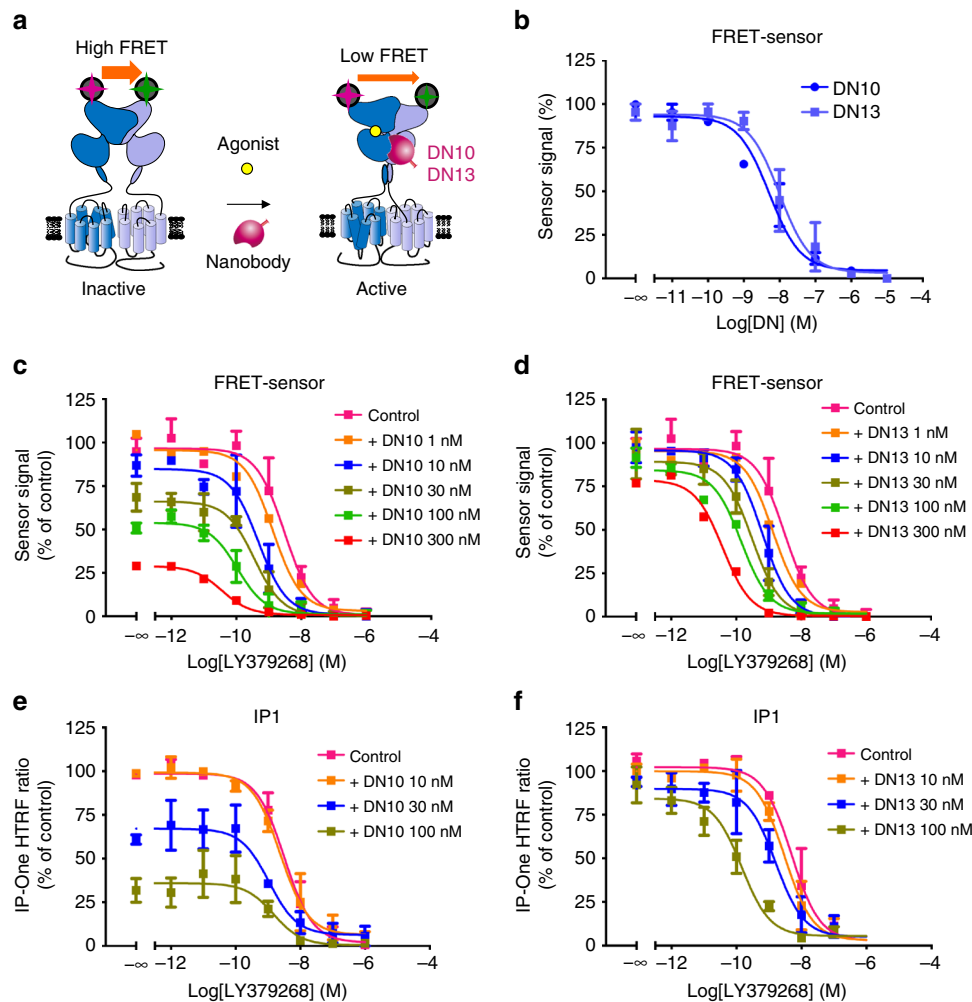 a
High FRET
Low FRET
Agonist
DN10
DN13
Nanobody
Inactive
Active
b
FRET-sensor
Sensor signal (%)
125
100
75
50
25
0
DN10
DN13
−∞
−11
−10
−9
−8
−7
−6
−5
−4
Log[DN] (M)
c
FRET-sensor
Sensor signal
(% of control)
125
100
75
50
25
0
Control
+ DN10 1 nM
+ DN10 10 nM
+ DN10 30 nM
+ DN10 100 nM
+ DN10 300 nM
−∞
−12
−10
−8
−6
−4
Log[LY379268] (M)
d
FRET-sensor
Sensor signal
(% of control)
125
100
75
50
25
0
Control
+ DN13 1 nM
+ DN13 10 nM
+ DN13 30 nM
+ DN13 100 nM
+ DN13 300 nM
−∞
−12
−10
−8
−6
−4
Log[LY379268] (M)
e
IP1
IP-One HTRF ratio
(% of control)
125
100
75
50
25
0
Control
+ DN10 10 nM
+ DN10 30 nM
+ DN10 100 nM
−∞
−12
−10
−8
−6
−4
Log[LY379268] (M)
f
IP1
IP-One HTRF ratio
(% of control)
125
100
75
50
25
0
Control
+ DN13 10 nM
+ DN13 30 nM
+ DN13 100 nM
−∞
−12
−10
−8
−6
−4
Log[LY379268] (M)